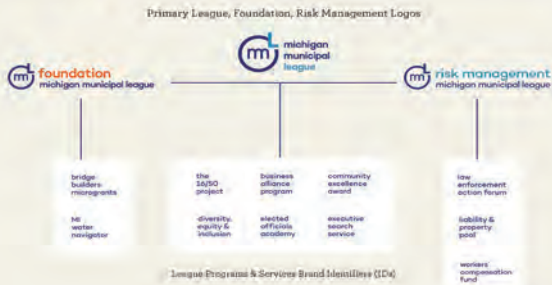 Primary League, Foundation, Risk Management Logos
michigan
municipal
league
foundation
michigan municipal league
risk management
michigan municipal league
bridge
builders
microgrants
MI
water
navigator
the
16/50
project
business
alliance
program
community
excellence
award
diversity,
equity &
inclusion
elected
officials
academy
executive
search
service
law
enforcement
action forum
liability &
property
pool
workers
compensation
fund
League Programs & Services Brand Identifiers (IDs)